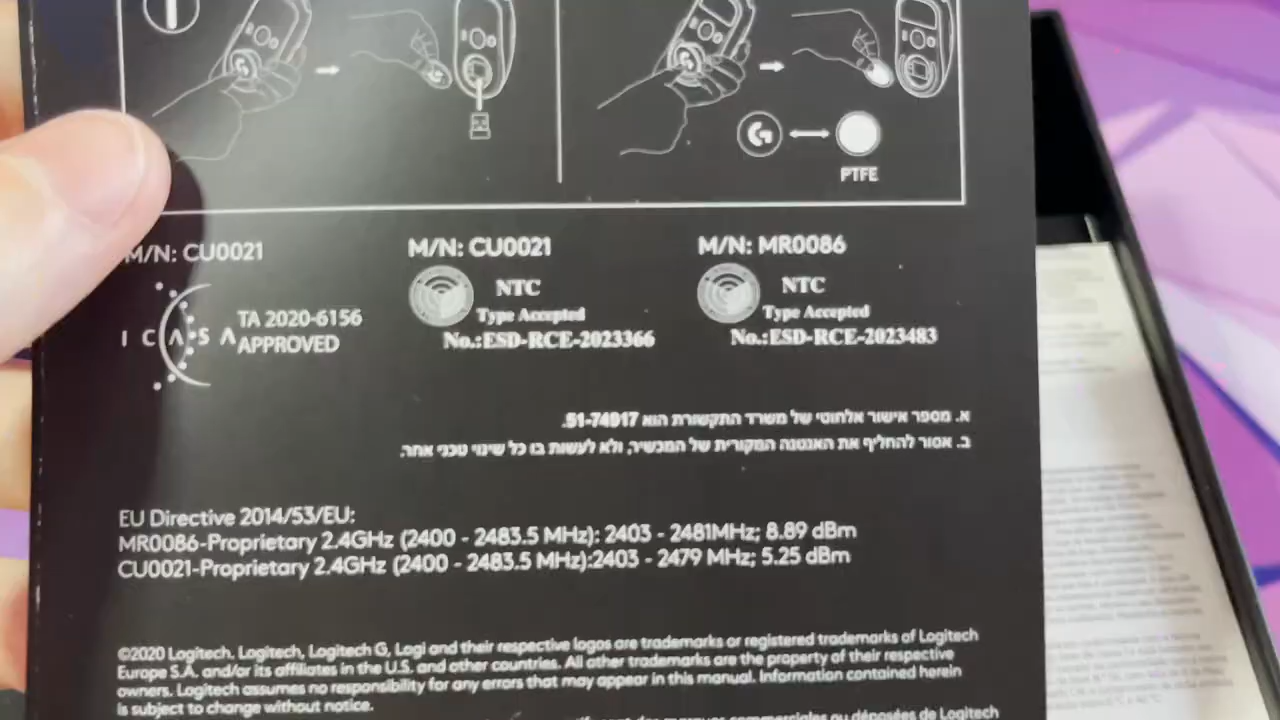 PTFE
M/N: CU0021
ICASA
TA 2020-6156
APPROVED
M/N: CU0021
NTC
Type Accepted
No.:ESD-RCE-2023366
M/N: MR0086
NTC
Type Accepted
No.:ESD-RCE-2023483
א. מספר אישור אלחוטי של משרד התקשורת הוא 51-74917.
ב. אסור להחליף את האנטנה המקורית של המכשיר, ולא לעשות בו כל שינוי טכני אחר.
EU Directive 2014/53/EU:
MR0086-Proprietary 2.4GHz (2400 - 2483.5 MHz): 2403 - 2481MHz; 8.89 dBm
CU0021-Proprietary 2.4GHz (2400 - 2483.5 MHz):2403 - 2479 MHz; 5.25 dBm
©2020 Logitech. Logitech, Logitech G, Logi and their respective logos are trademarks or registered trademarks of Logitech
Europe S.A. and/or its affiliates in the U.S. and other countries. All other trademarks are the property of their respective
owners. Logitech assumes no responsibility for any errors that may appear in this manual. Information contained herein
is subject to change without notice.
des marques commerciales ou déposées de Logitech